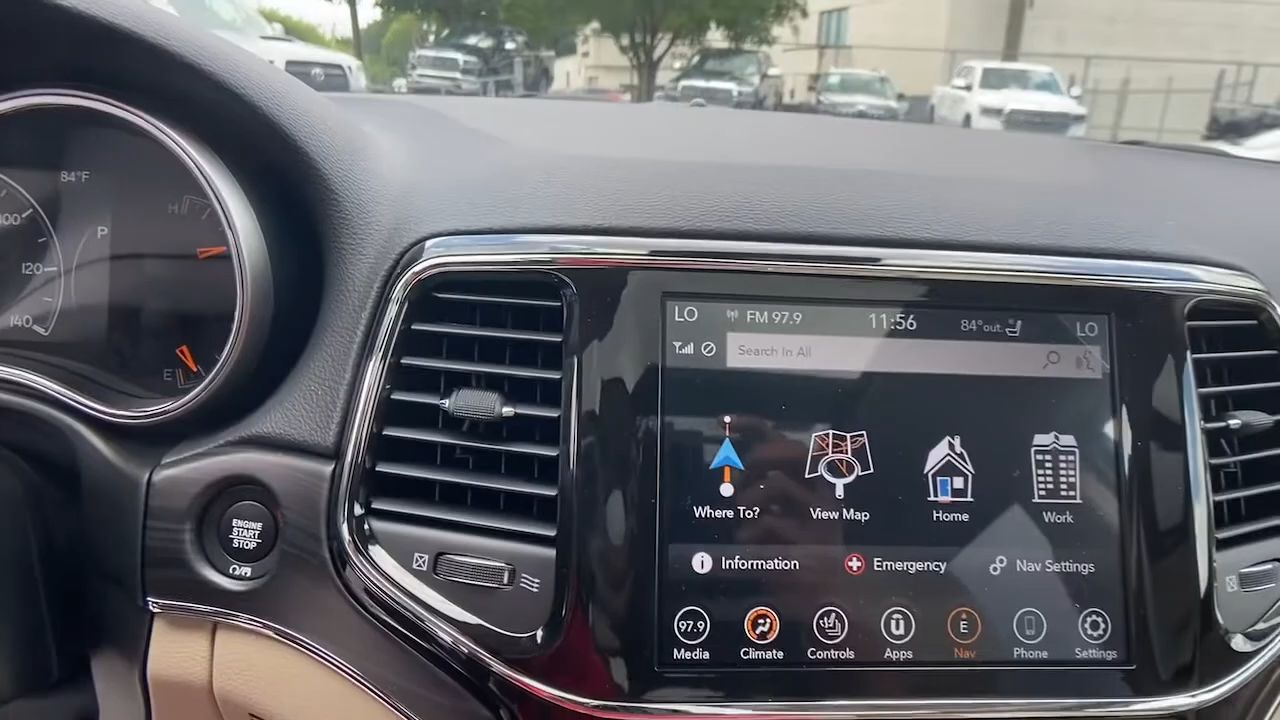 84°F
H
100
P
120
140
E
ENGINE
START
STOP
LO FM 97.9 11:56 84° out. LO
Search In All
Where To? View Map Home Work
Information Emergency Nav Settings
97.9 E
Media Climate Controls Apps Nav Phone Settings